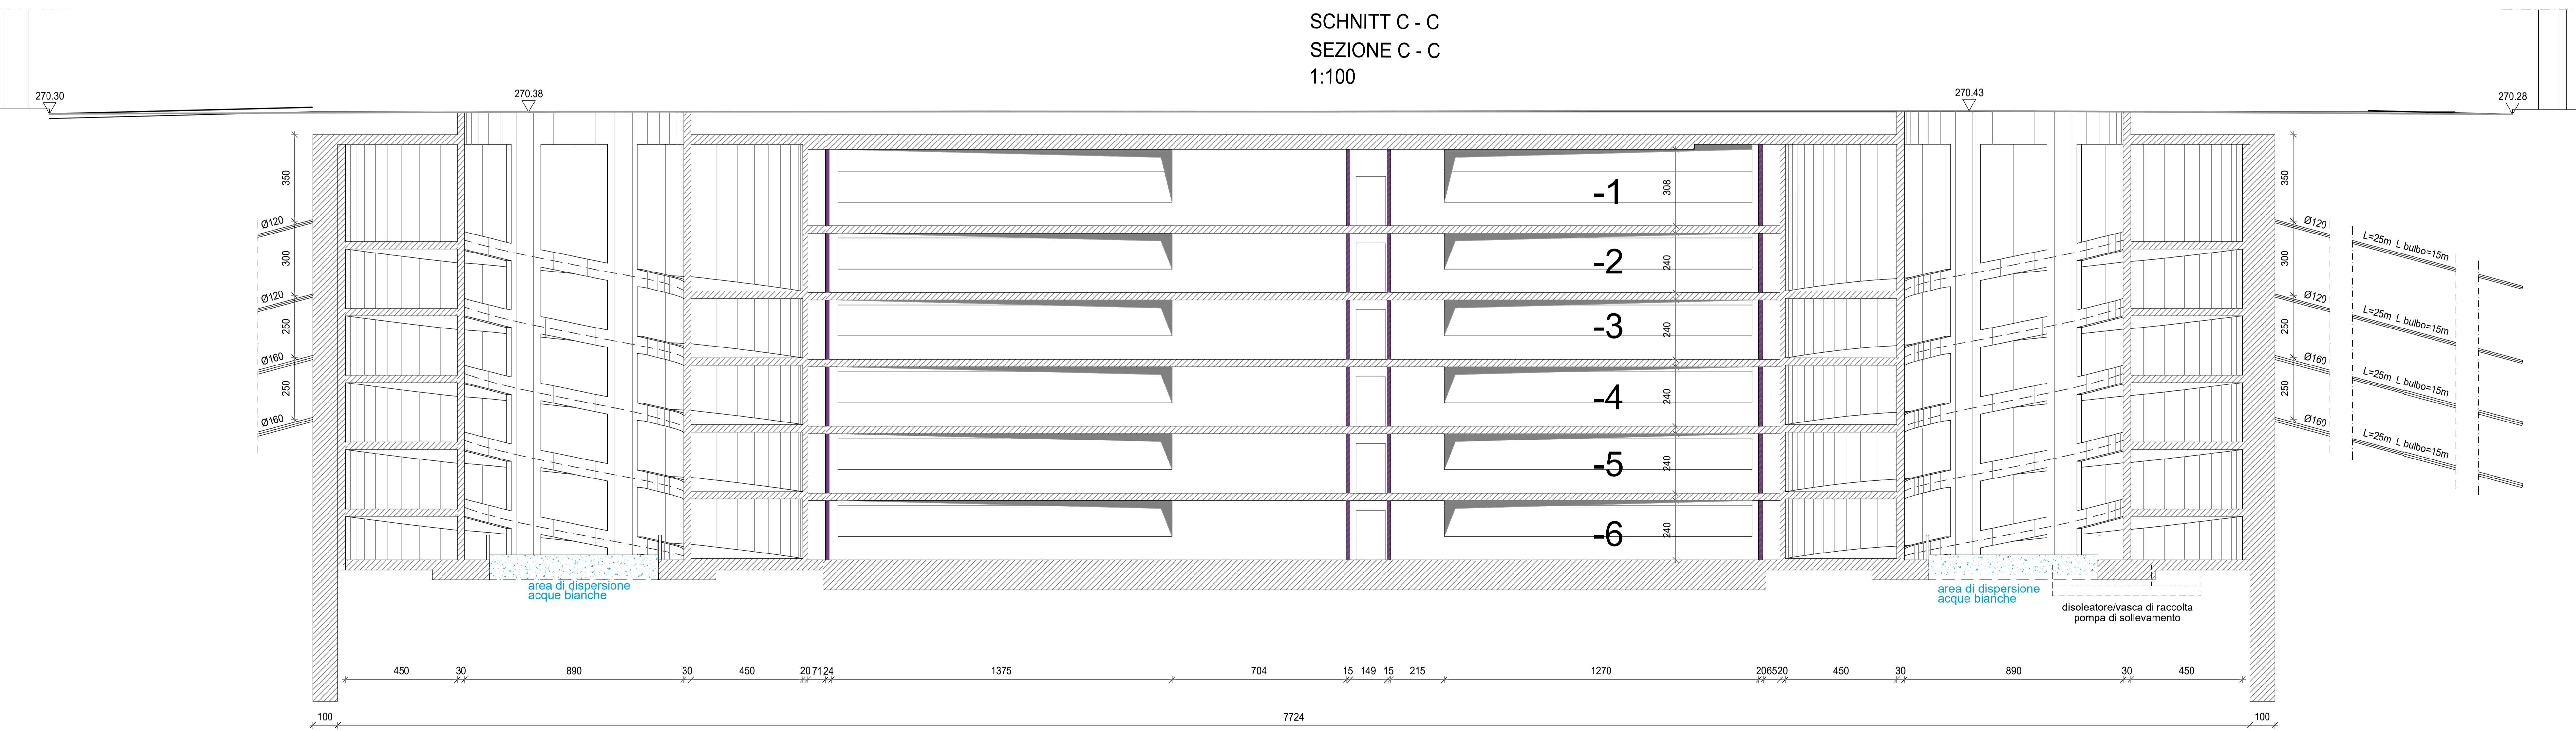 SCHNITT C - C
SEZIONE C - C
1:100
270.30
270.38
270.43
270.28
350
300
250
250
Ø120
Ø120
Ø160
Ø160
-1
-2
-3
-4
-5
-6
308
240
240
240
240
240
350
300
250
250
Ø120
Ø120
Ø160
Ø160
L=25m L bulbo=15m
L=25m L bulbo=15m
L=25m L bulbo=15m
L=25m L bulbo=15m
area di dispersione
acque bianche
area di dispersione
acque bianche
disoleatore/vasca di raccolta
pompa di sollevamento
450 30 890 30 450 20 71 24 1375 704 15 149 15 215 1270 20 65 20 450 30 890 30 450
100 7724 100